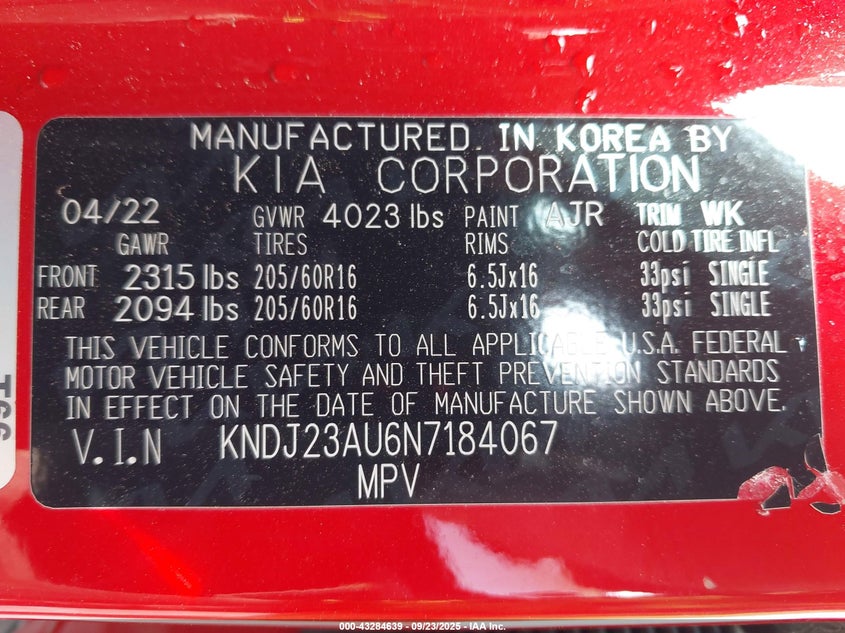 MANUFACTURED IN KOREA BY
KIA CORPORATION
04/22 GVWR 4023 lbs PAINT AJR TRIM WK
GAWR TIRES RIMS COLD TIRE INFL
FRONT 2315 lbs 205/60R16 6.5Jx16 33psi SINGLE
REAR 2094 lbs 205/60R16 6.5Jx16 33psi SINGLE
THIS VEHICLE CONFORMS TO ALL APPLICABLE U.S.A. FEDERAL
MOTOR VEHICLE SAFETY AND THEFT PREVENTION STANDARDS
IN EFFECT ON THE DATE OF MANUFACTURE SHOWN ABOVE.
V.I.N KNDJ23AU6N7184067
MPV
000-43284639 - 09/23/2025 - IAA Inc.